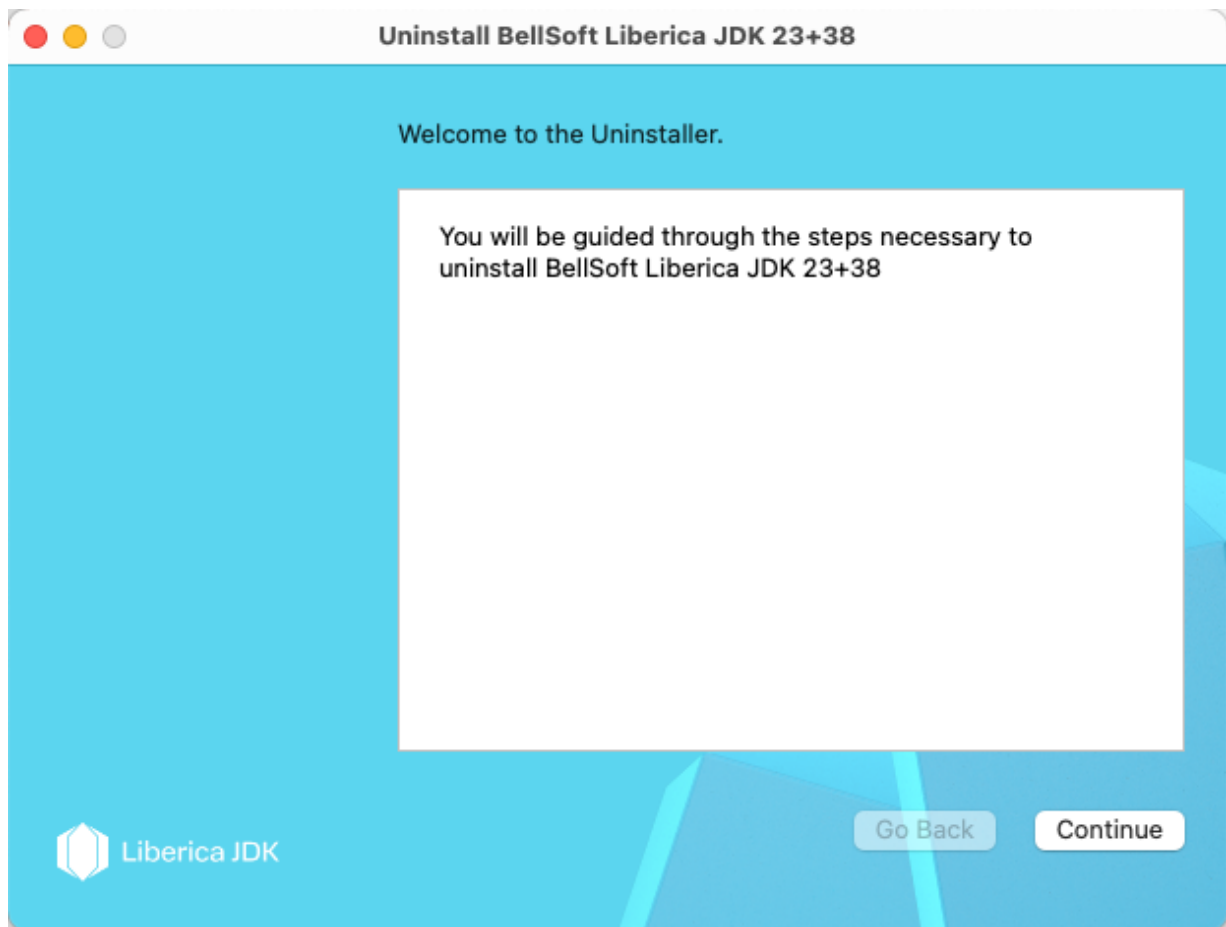 Uninstall BellSoft Liberica JDK 23+38
Welcome to the Uninstaller.
You will be guided through the steps necessary to
uninstall BellSoft Liberica JDK 23+38
Go Back
Continue
Liberica JDK